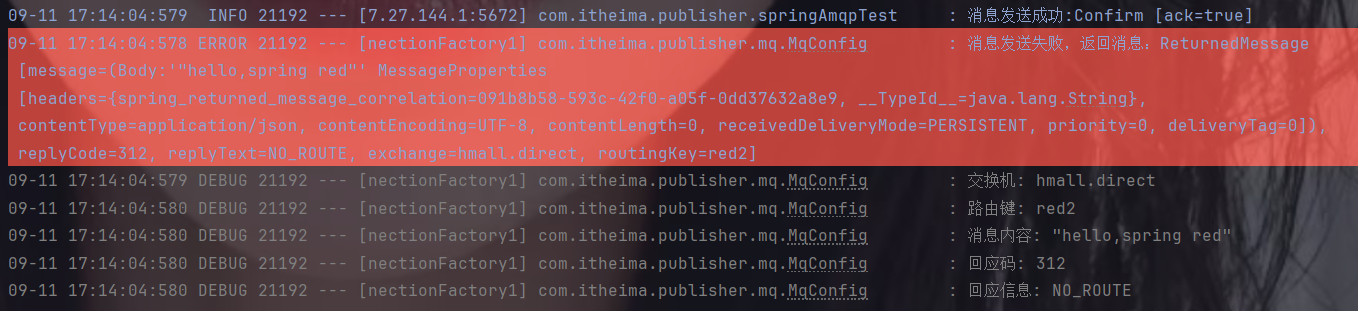 09-11 17:14:04:579  INFO 21192 --- [7.27.144.1:5672] com.itheima.publisher.springAmqpTest     : 消息发送成功:Confirm [ack=true]
09-11 17:14:04:578 ERROR 21192 --- [nectionFactory1] com.itheima.publisher.mq.MqConfig        : 消息发送失败，返回消息：ReturnedMessage
[message=(Body:'"hello,spring red"' MessageProperties
[headers={spring_returned_message_correlation=091b8b58-593c-42f0-a05f-0dd37632a8e9, __TypeId__=java.lang.String},
contentType=application/json, contentEncoding=UTF-8, contentLength=0, receivedDeliveryMode=PERSISTENT, priority=0, deliveryTag=0]),
replyCode=312, replyText=NO_ROUTE, exchange=hmall.direct, routingKey=red2]
09-11 17:14:04:579 DEBUG 21192 --- [nectionFactory1] com.itheima.publisher.mq.MqConfig        : 交换机: hmall.direct
09-11 17:14:04:580 DEBUG 21192 --- [nectionFactory1] com.itheima.publisher.mq.MqConfig        : 路由键: red2
09-11 17:14:04:580 DEBUG 21192 --- [nectionFactory1] com.itheima.publisher.mq.MqConfig        : 消息内容: "hello,spring red"
09-11 17:14:04:580 DEBUG 21192 --- [nectionFactory1] com.itheima.publisher.mq.MqConfig        : 回应码: 312
09-11 17:14:04:580 DEBUG 21192 --- [nectionFactory1] com.itheima.publisher.mq.MqConfig        : 回应信息: NO_ROUTE